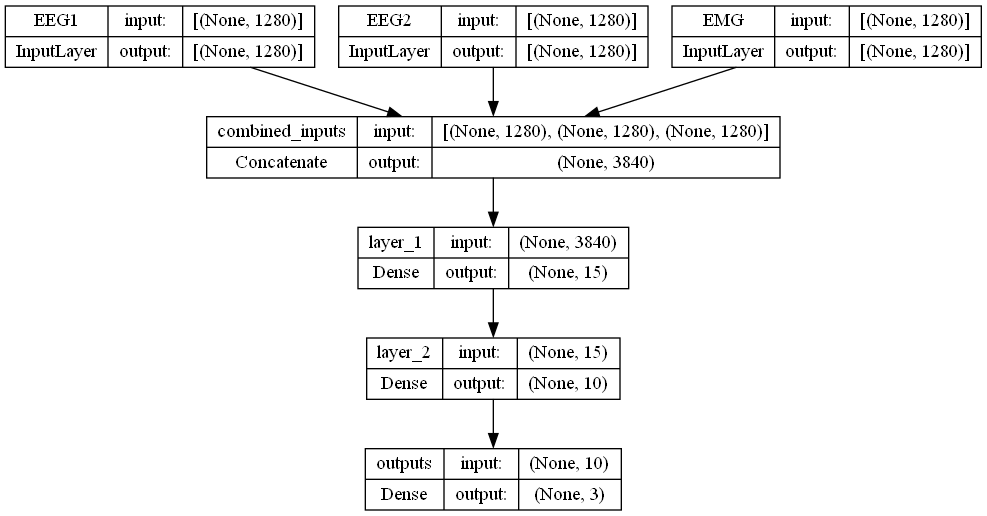 EEG1 input: [(None, 1280)] EEG2 input: [(None, 1280)] EMG input: [(None, 1280)]
InputLayer output: [(None, 1280)] InputLayer output: [(None, 1280)] InputLayer output: [(None, 1280)]
combined_inputs input: [(None, 1280), (None, 1280), (None, 1280)]
Concatenate output: (None, 3840)
layer_1 input: (None, 3840)
Dense output: (None, 15)
layer_2 input: (None, 15)
Dense output: (None, 10)
outputs input: (None, 10)
Dense output: (None, 3)